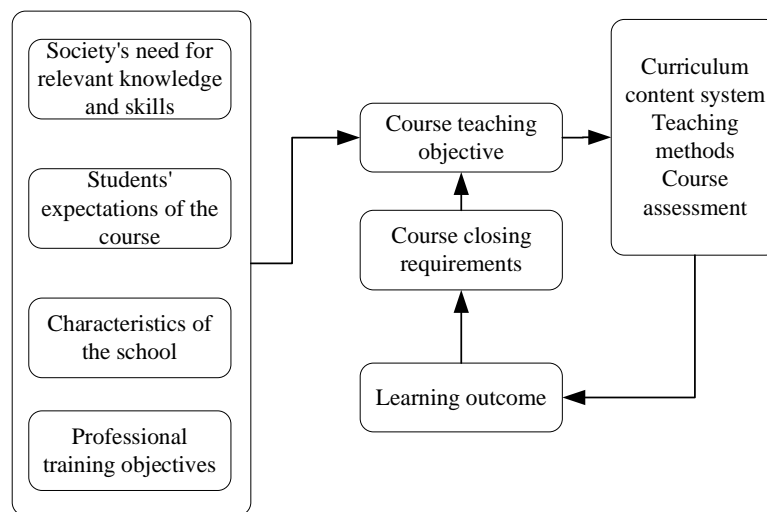 Society's need for
relevant knowledge
and skills
Students'
expectations of the
course
Characteristics of
the school
Professional
training objectives
Course teaching
objective
Course closing
requirements
Learning outcome
Curriculum
content system
Teaching
methods
Course
assessment